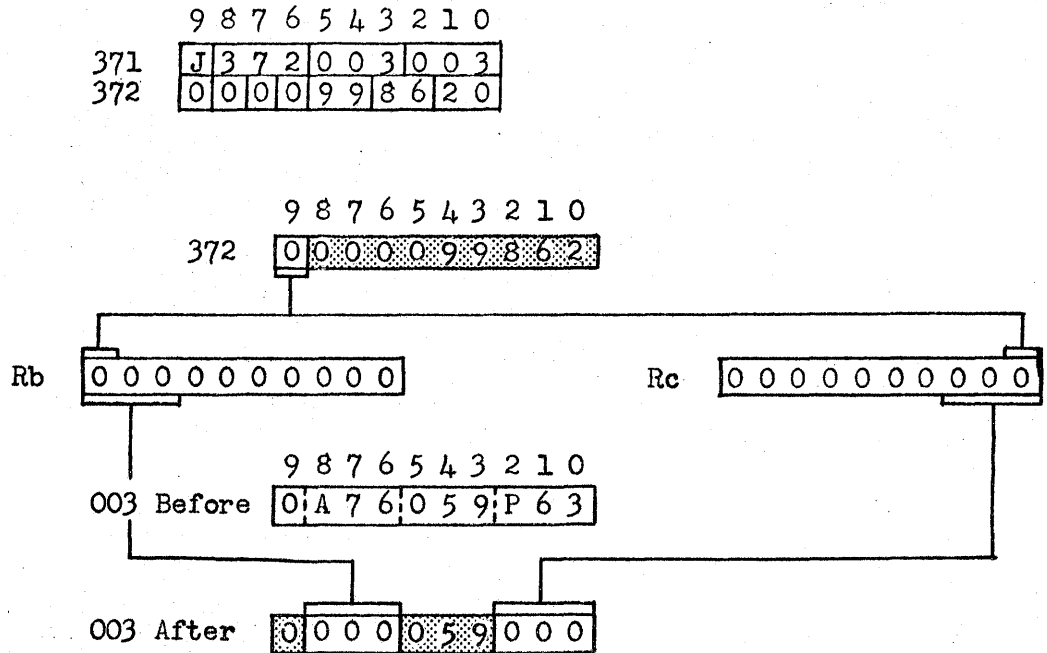 9 8 7 6 5 4 3 2 1 0
371 J 3 7 2 0 0 3 0 0 3
372 0 0 0 0 9 9 8 6 2 0
9 8 7 6 5 4 3 2 1 0
372 0 0 0 0 0 9 9 8 6 2
Rb 0 0 0 0 0 0 0 0 0 0 Rc 0 0 0 0 0 0 0 0 0 0
9 8 7 6 5 4 3 2 1 0
003 Before 0 A 7 6 0 5 9 P 6 3
003 After 0 0 0 0 0 5 9 0 0 0